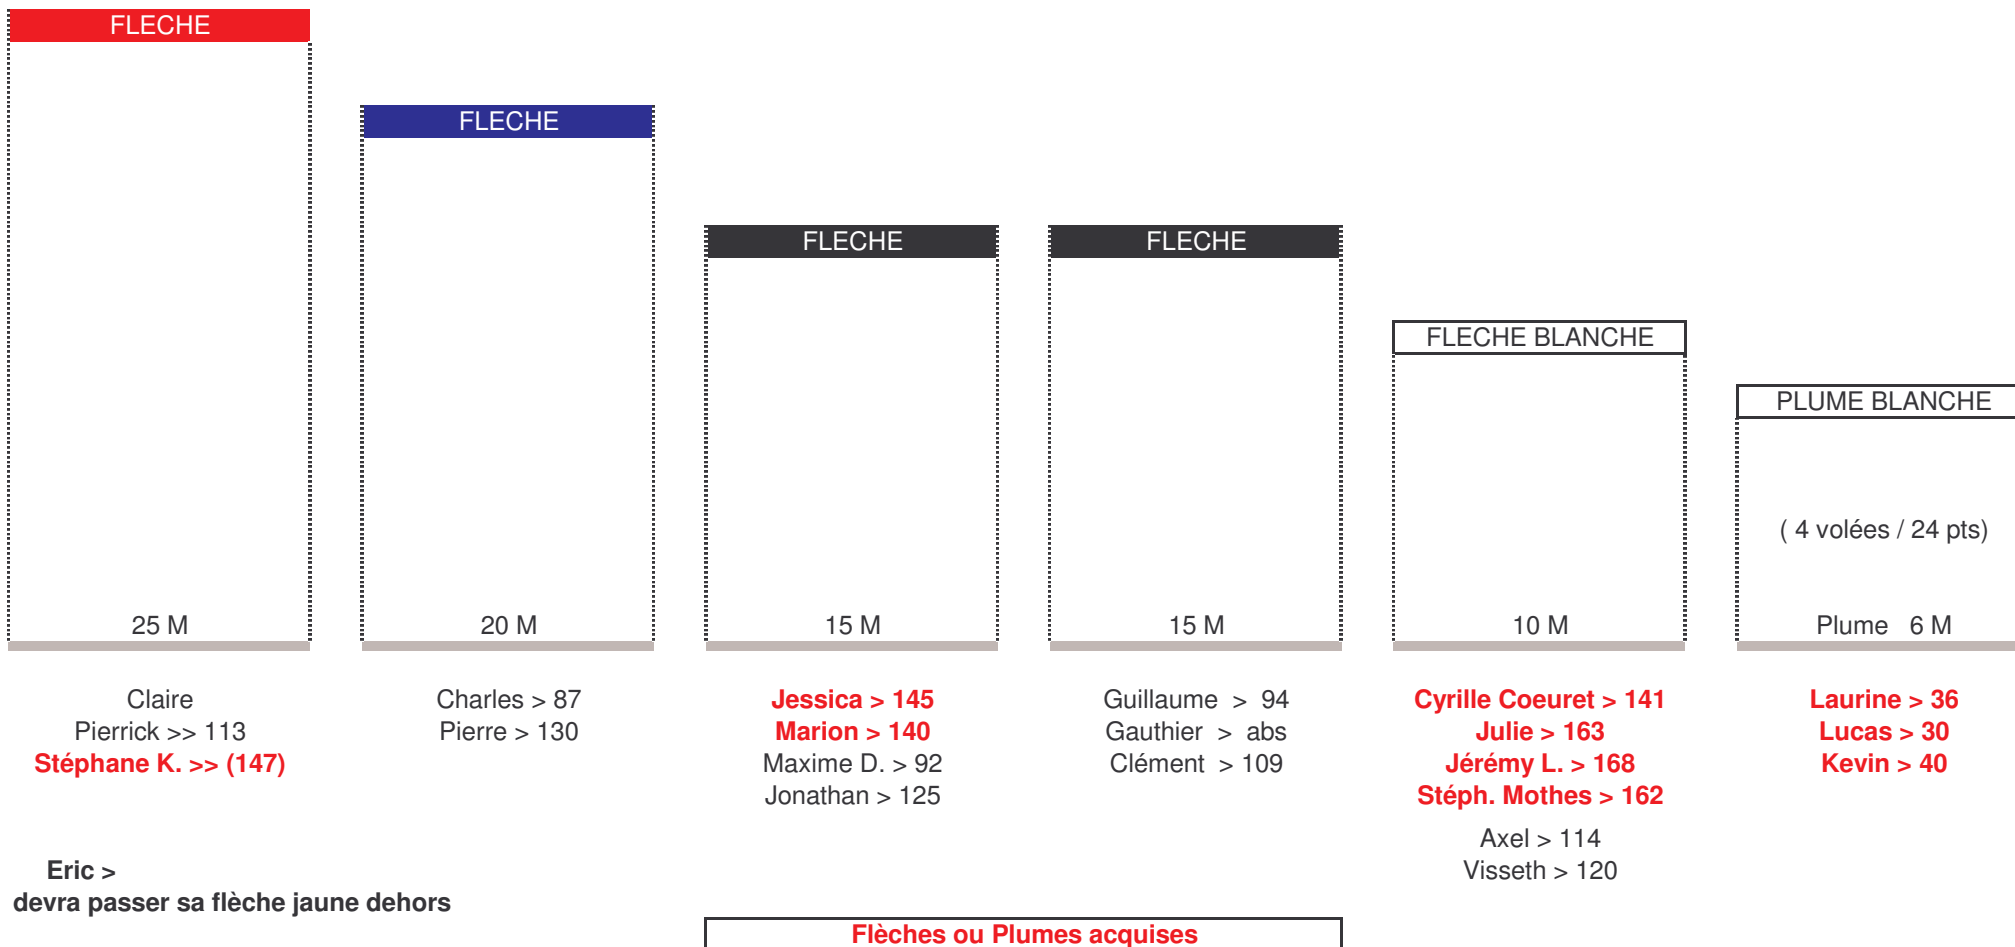 FLECHE
25 M
Claire
Pierrick >> 113
Stéphane K. >> (147)
FLECHE
20 M
Charles > 87
Pierre > 130
FLECHE
15 M
Jessica > 145
Marion > 140
Maxime D. > 92
Jonathan > 125
FLECHE
15 M
Guillaume > 94
Gauthier > abs
Clément > 109
FLECHE BLANCHE
10 M
Cyrille Coeuret > 141
Julie > 163
Jérémy L. > 168
Stéph. Mothes > 162
Axel > 114
Visseth > 120
PLUME BLANCHE
( 4 volées / 24 pts)
Plume 6 M
Laurine > 36
Lucas > 30
Kevin > 40
Eric >
devra passer sa flèche jaune dehors
Flèches ou Plumes acquises